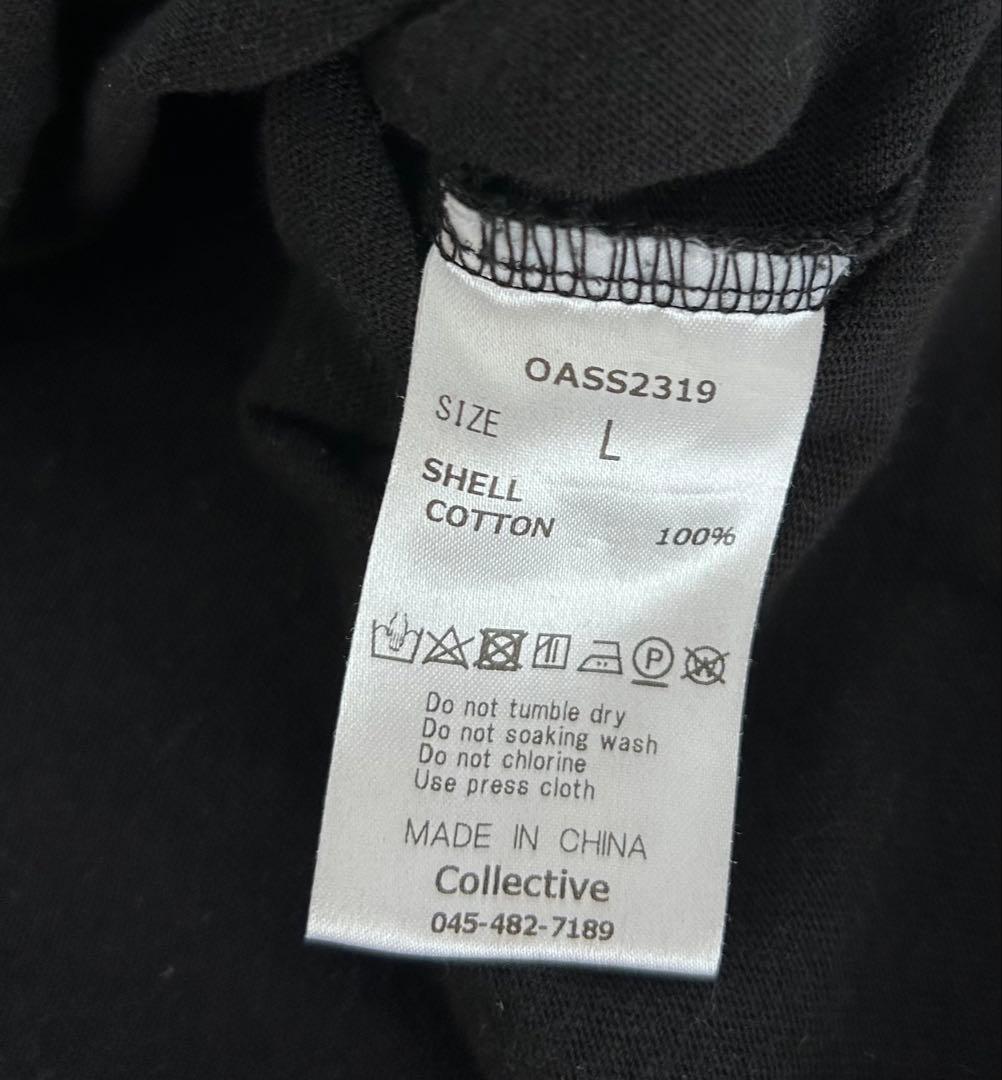 OASS2319
SIZE L
SHELL
COTTON 100%
P W
Do not tumble dry
Do not soaking wash
Do not chlorine
Use press cloth
MADE IN CHINA
Collective
045-482-7189